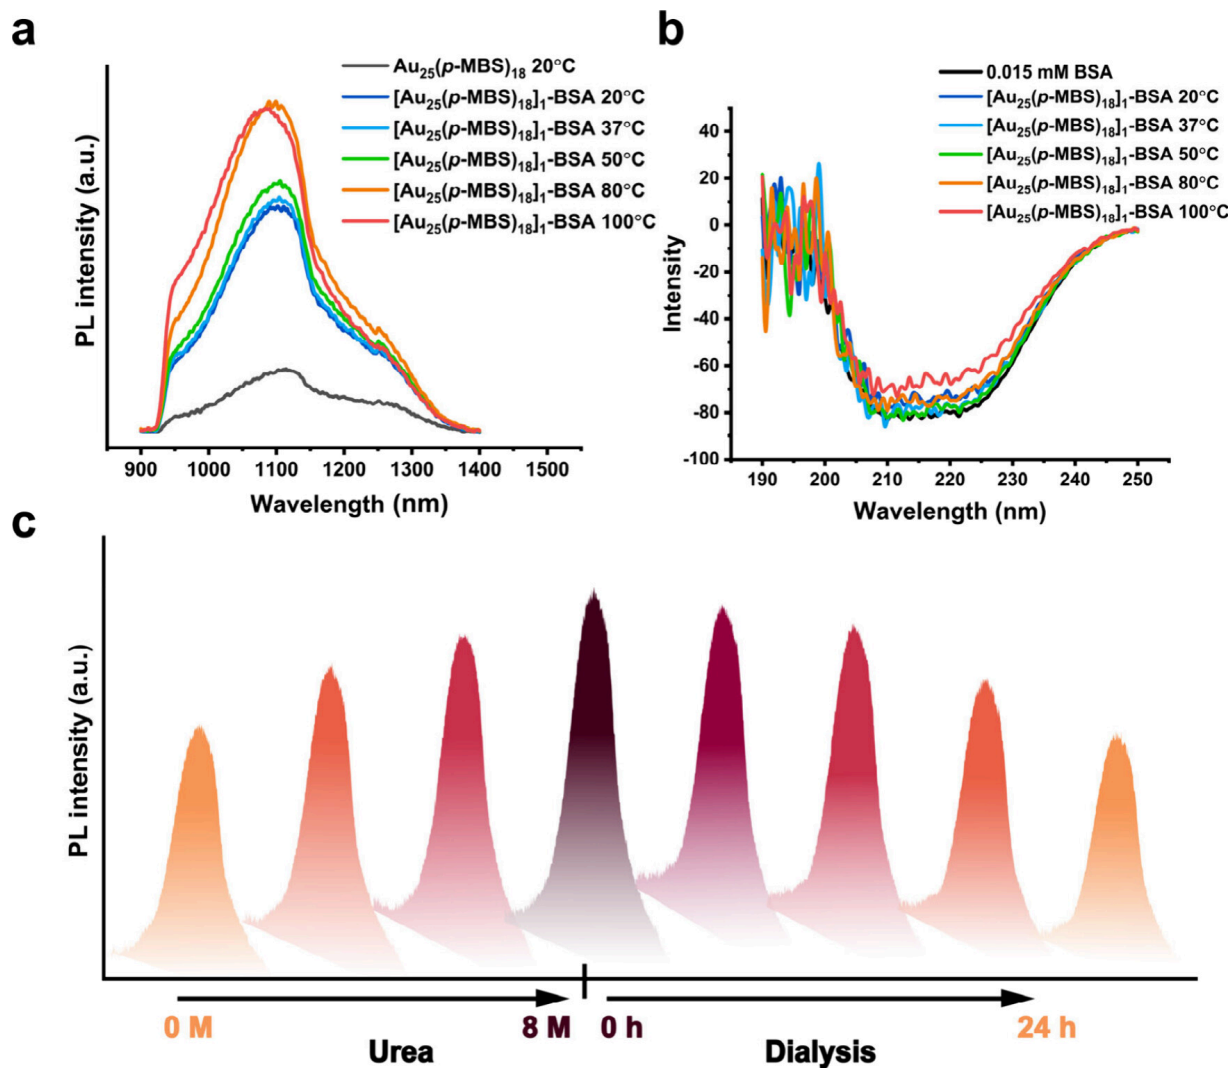 a
Au25(p-MBS)18 20°C
[Au25(p-MBS)18]1-BSA 20°C
[Au25(p-MBS)18]1-BSA 37°C
[Au25(p-MBS)18]1-BSA 50°C
[Au25(p-MBS)18]1-BSA 80°C
[Au25(p-MBS)18]1-BSA 100°C
PL intensity (a.u.)
900 1000 1100 1200 1300 1400 1500
Wavelength (nm)
b
0.015 mM BSA
[Au25(p-MBS)18]1-BSA 20°C
[Au25(p-MBS)18]1-BSA 37°C
[Au25(p-MBS)18]1-BSA 50°C
[Au25(p-MBS)18]1-BSA 80°C
[Au25(p-MBS)18]1-BSA 100°C
Intensity
40
20
0
-20
-40
-60
-80
-100
190 200 210 220 230 240 250
Wavelength (nm)
c
PL intensity (a.u.)
0 M 8 M 0 h 24 h
Urea Dialysis